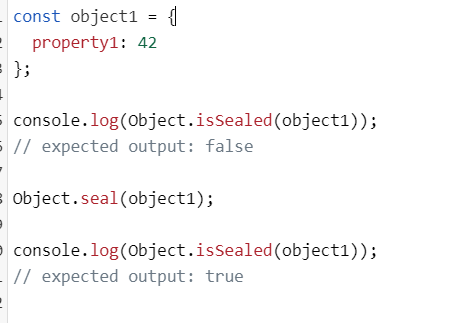 const object1 = {
  property1: 42
};

console.log(Object.isSealed(object1));
// expected output: false

Object.seal(object1);

console.log(Object.isSealed(object1));
// expected output: true